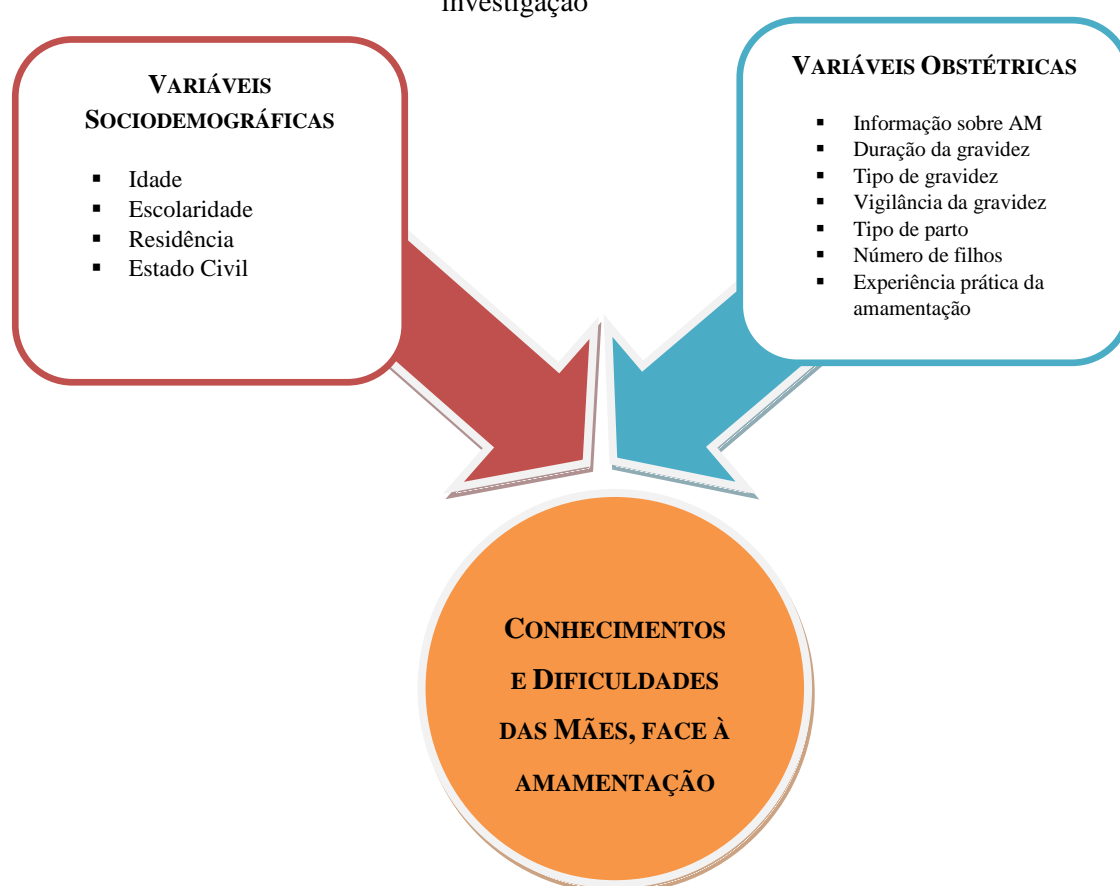 investigação
VARIÁVEIS
SOCIODEMOGRÁFICAS
▪ Idade
▪ Escolaridade
▪ Residência
▪ Estado Civil
VARIÁVEIS OBSTÉTRICAS
▪ Informação sobre AM
▪ Duração da gravidez
▪ Tipo de gravidez
▪ Vigilância da gravidez
▪ Tipo de parto
▪ Número de filhos
▪ Experiência prática da
amamentação
CONHECIMENTOS
E DIFICULDADES
DAS MÃES, FACE À
AMAMENTAÇÃO